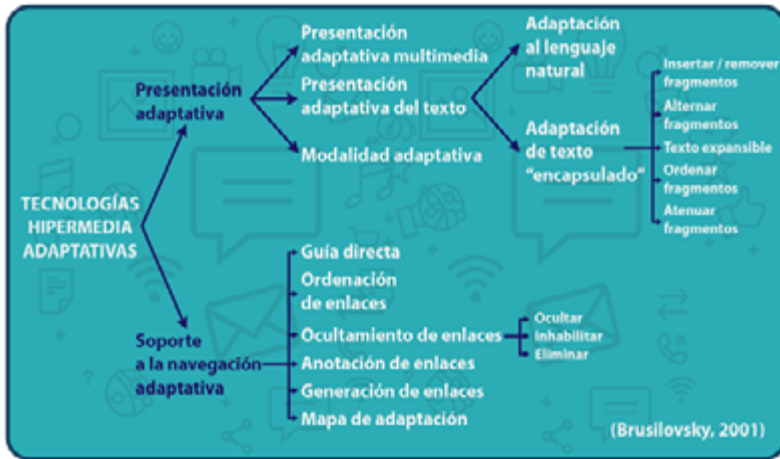 TECNOLOGÍAS
HIPERMEDIA
ADAPTATIVAS
Presentación
adaptativa
Presentación
adaptativa multimedia
Presentación
adaptativa del texto
Modalidad adaptativa
Adaptación
al lenguaje
natural
Adaptación
de texto
"encapsulado"
Insertar / remover
fragmentos
Alternar
fragmentos
Texto expansible
Ordenar
fragmentos
Atenuar
fragmentos
Soporte
a la navegación
adaptativa
Guía directa
Ordenación
de enlaces
Ocultamiento de enlaces
Ocultar
Inhabilitar
Eliminar
Anotación de enlaces
Generación de enlaces
Mapa de adaptación
(Brusilovsky, 2001)